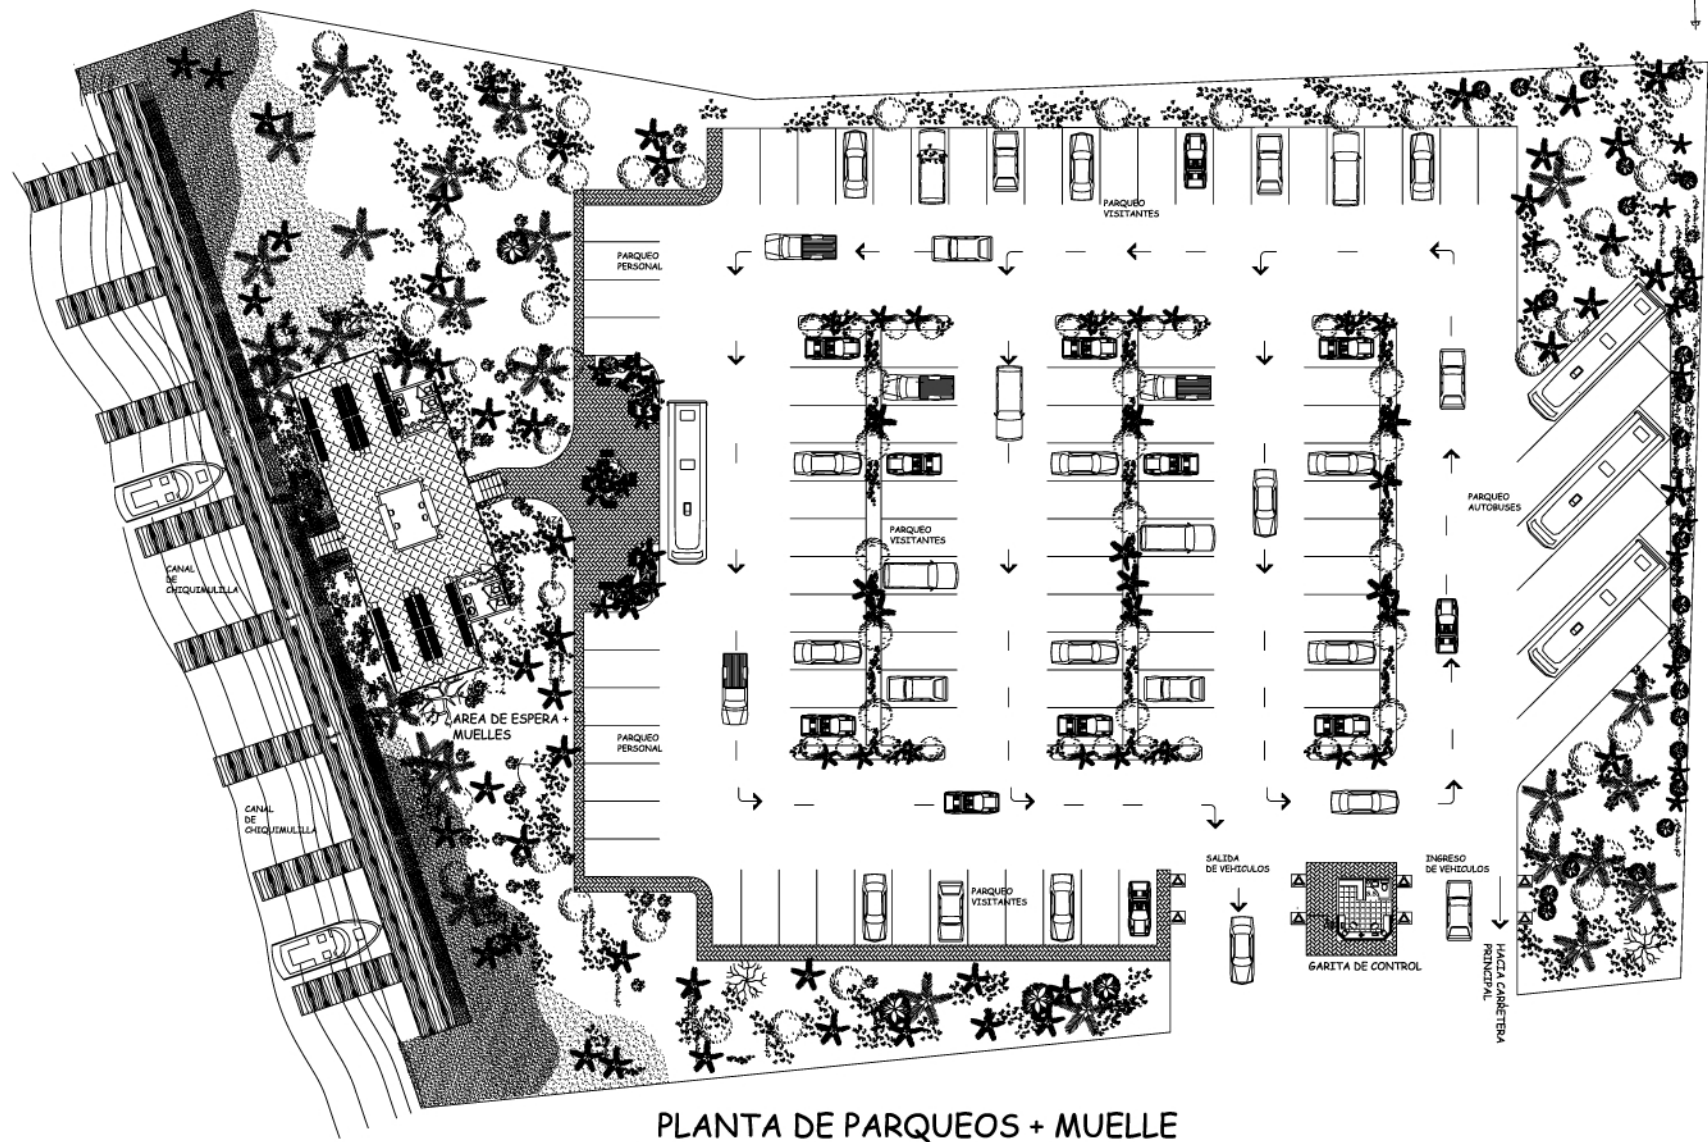 PARQUEO
VISITANTES
PARQUEO
PERSONAL
PARQUEO
AUTOBUSES
PARQUEO
VISITANTES
CANAL
DE
CHIQUIMULILLA
AREA DE ESPERA +
MUELLES
PARQUEO
PERSONAL
CANAL
DE
CHIQUIMULILLA
SALIDA
DE VEHICULOS
INGRESO
DE VEHICULOS
PARQUEO
VISITANTES
GARITA DE CONTROL
HACIA CARRETERA
PRINCIPAL
PLANTA DE PARQUEOS + MUELLE